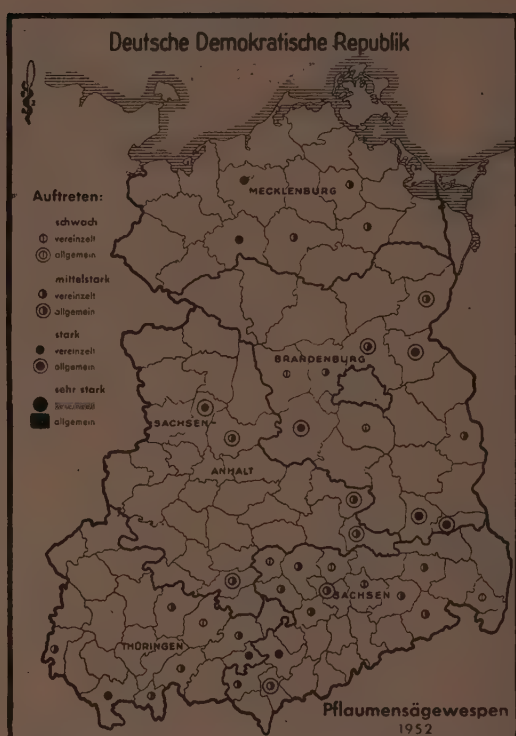 Deutsche Demokratische Republik
MECKLENBURG
Auftreten:
schwach
vereinzelt
allgemein
mittelstark
vereinzelt
allgemein
stark
vereinzelt
allgemein
sehr stark
allgemein
BRANDENBURG
SACHSEN-
ANHALT
SACHSEN
THÜRINGEN
Pflaumensägewespen
1952